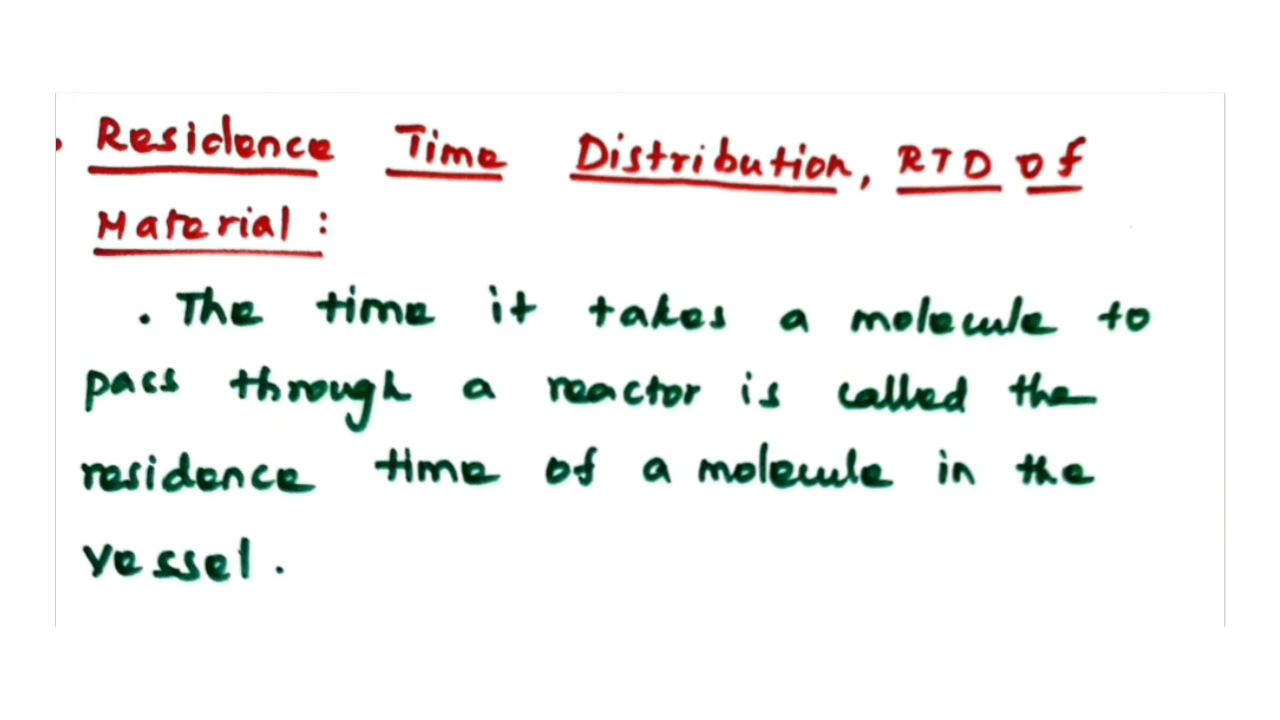 • Residence Time Distribution, RTD of
Material :
. The time it takes a molecule to
pass through a reactor is called the
residence time of a molecule in the
vessel.